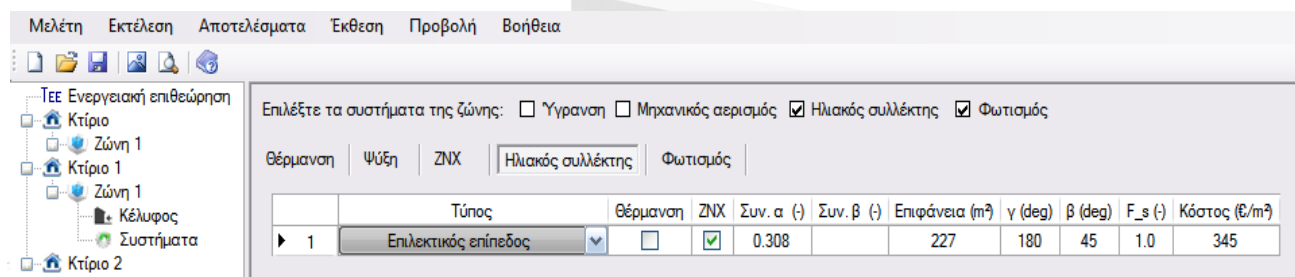 Μελέτη Εκτέλεση Αποτελέσματα Έκθεση Προβολή Βοήθεια
TEE Ενεργειακή επιθεώρηση
Κτίριο
Ζώνη 1
Κτίριο 1
Ζώνη 1
Κέλυφος
Συστήματα
Κτίριο 2
Επιλέξτε τα συστήματα της ζώνης: Ύγρανση Μηχανικός αερισμός Ηλιακός συλλέκτης Φωτισμός
Θέρμανση Ψύξη ΖΝΧ Ηλιακός συλλέκτης Φωτισμός
Τύπος Θέρμανση ΖΝΧ Συν. α (-) Συν. β (-) Επιφάνεια (m²) γ (deg) β (deg) F_s (-) Κόστος (€/m²)
1 Επιλεκτικός επίπεδος 0.308 227 180 45 1.0 345